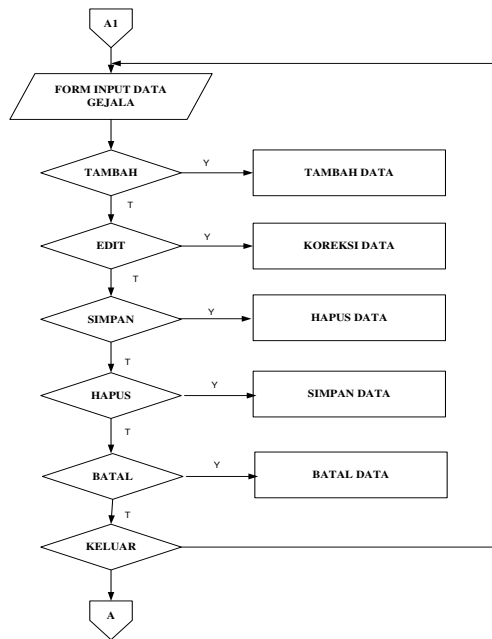 A1
FORM INPUT DATA
GEJALA
TAMBAH
Y
TAMBAH DATA
T
EDIT
Y
KOREKSI DATA
T
SIMPAN
Y
HAPUS DATA
T
HAPUS
Y
SIMPAN DATA
T
BATAL
Y
BATAL DATA
T
KELUAR
A